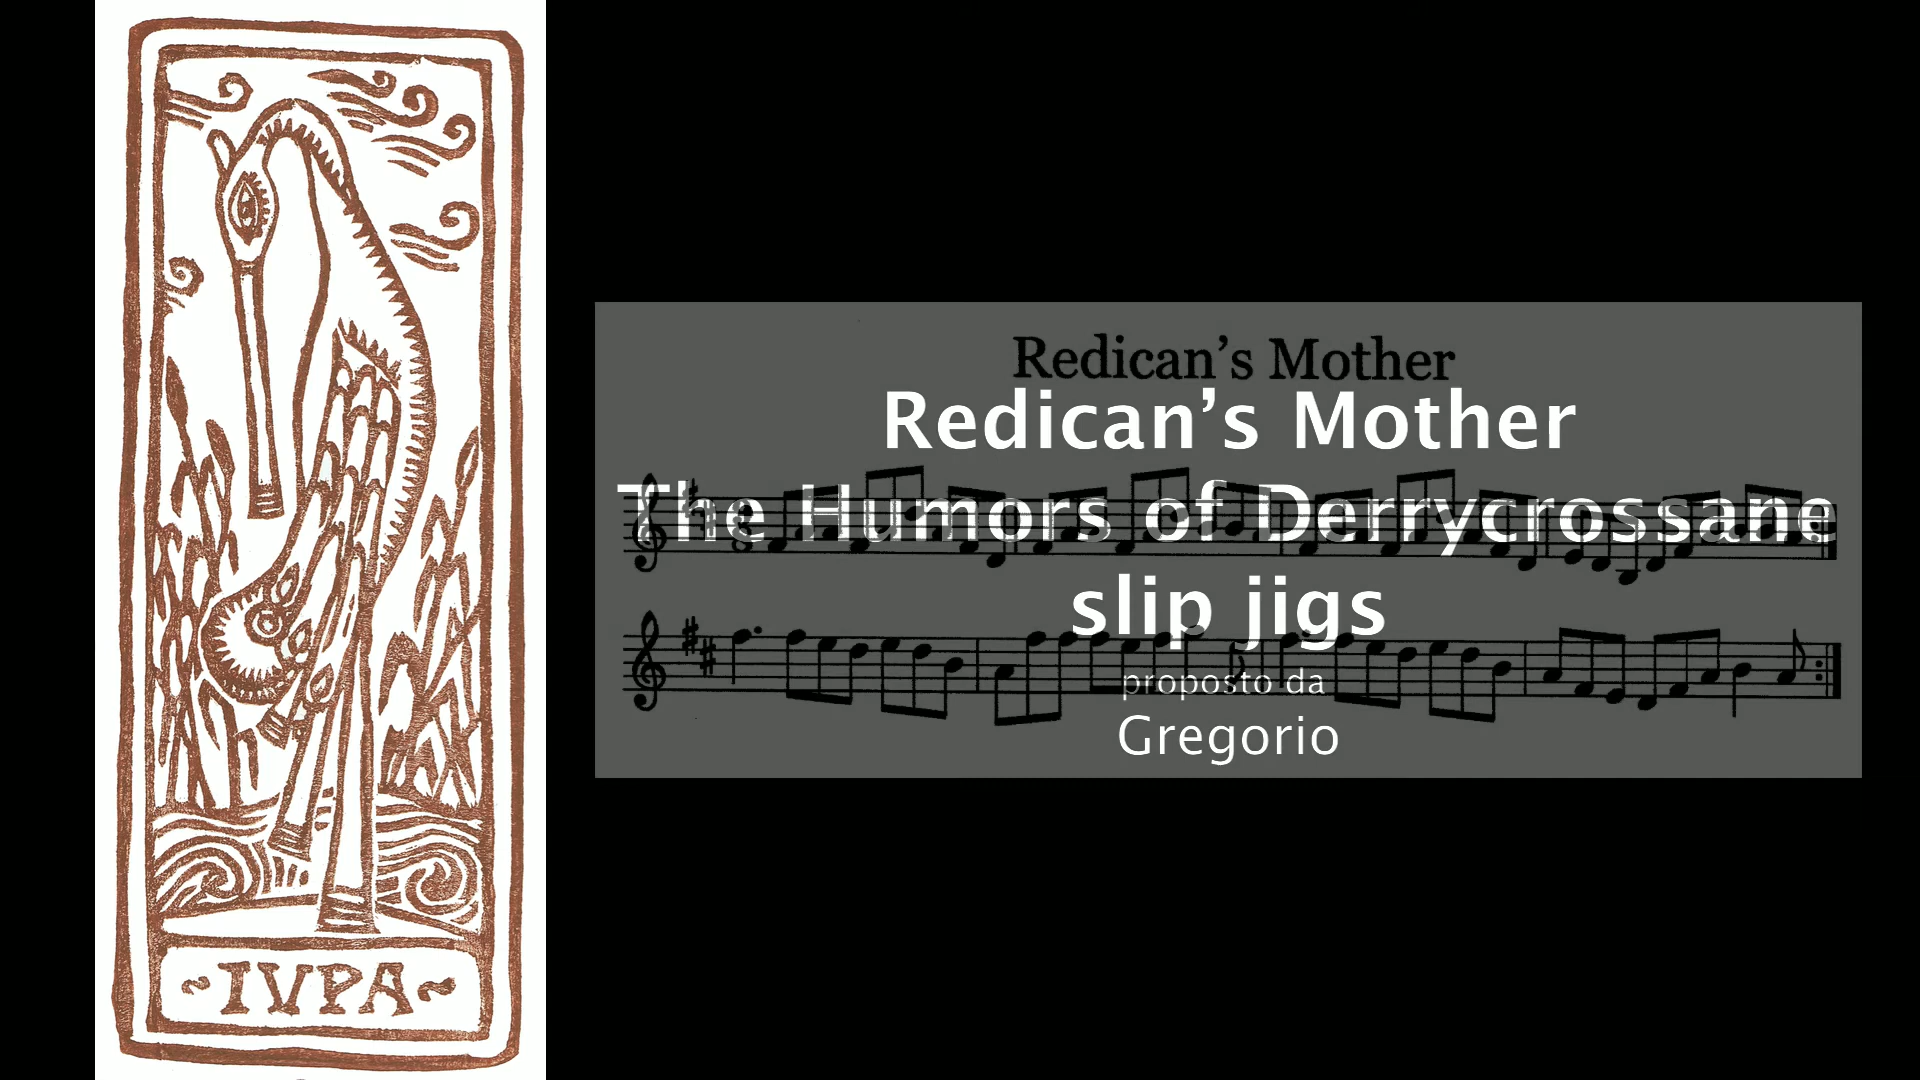 ~IVPA~
Redican’s Mother
Redican’s Mother
The Humors of Derrycrossane
slip jigs
proposto da
Gregorio